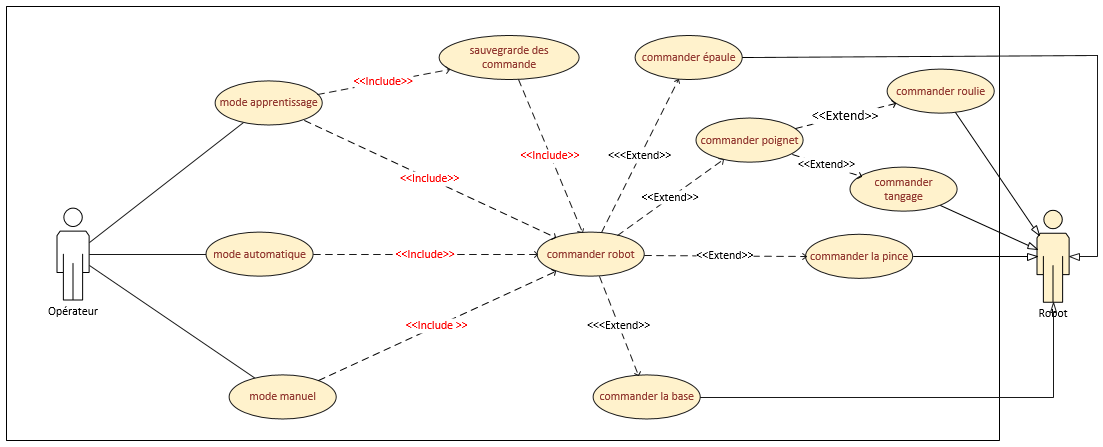 sauvegrarde des
commande
commander épaule
<<Include>>
commander roulie
mode apprentissage
<<Extend>>
commander poignet
<<Include>>
<<<Extend>>
<<Extend>>
<<Include>>
commander
tangage
<<Extend>>
mode automatique
<<Include>>
commander robot
<<Extend>>
commander la pince
Opérateur
Robot
<<Include >>
<<<Extend>>
mode manuel
commander la base